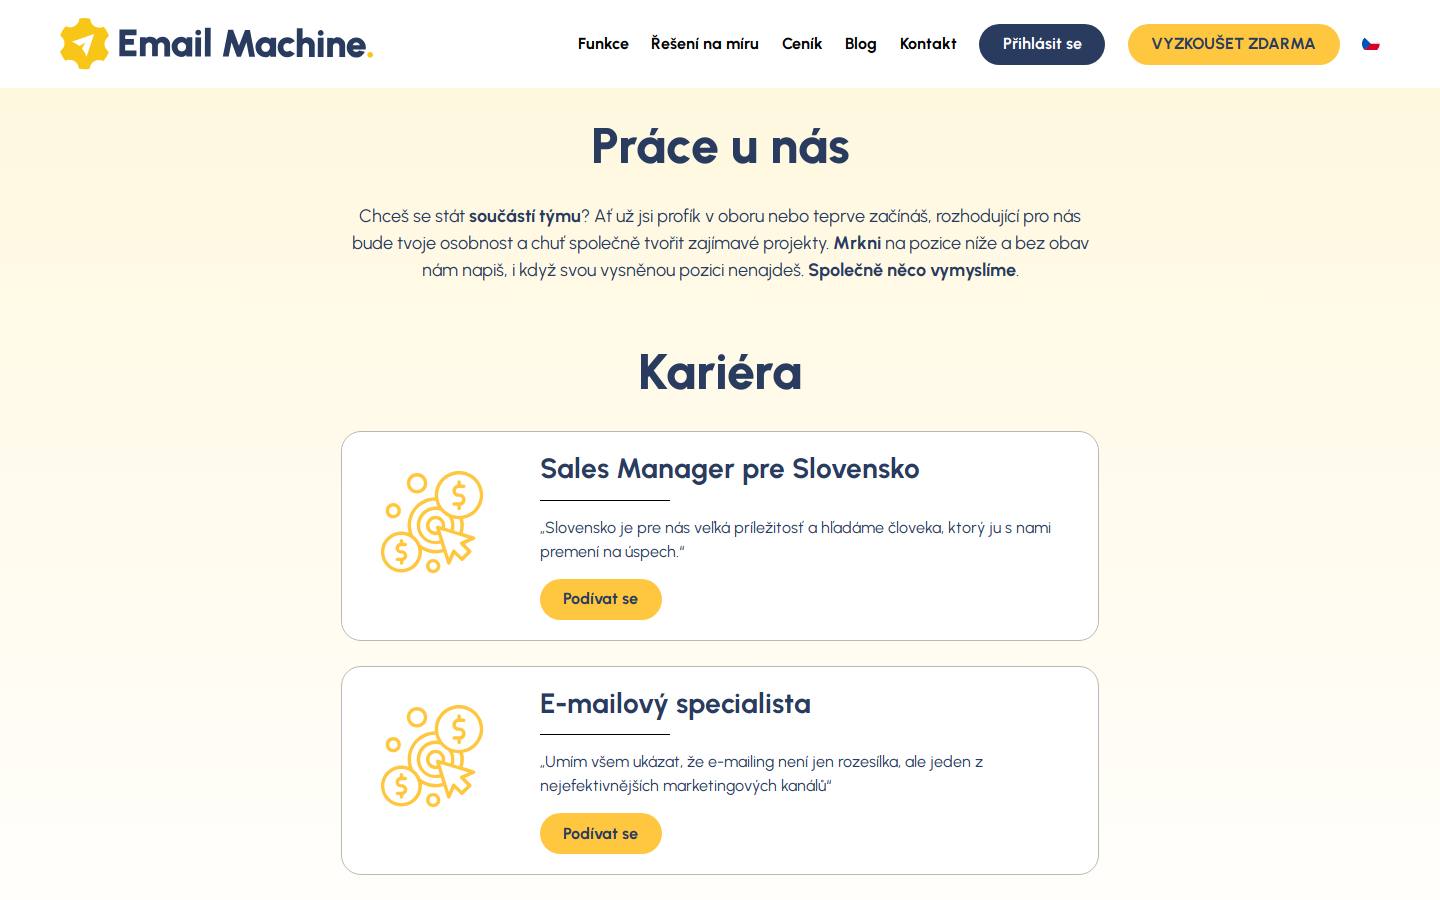 Email Machine.
Funkce
Řešení na míru
Ceník
Blog
Kontakt
Přihlásit se
VYZKOUŠET ZDARMA
Práce u nás
Chceš se stát součástí týmu? Ať už jsi profík v oboru nebo teprve začínáš, rozhodující pro nás
bude tvoje osobnost a chuť společně tvořit zajímavé projekty. Mrkni na pozice níže a bez obav
nám napiš, i když svou vysněnou pozici nenajdeš. Společně něco vymyslíme.
Kariéra
Sales Manager pre Slovensko
„Slovensko je pre nás veľká príležitosť a hľadáme človeka, ktorý ju s nami
premení na úspech.“
Podívat se
E-mailový specialista
„Umím všem ukázat, že e-mailing není jen rozesílka, ale jeden z
nejefektivnějších marketingových kanálů“
Podívat se